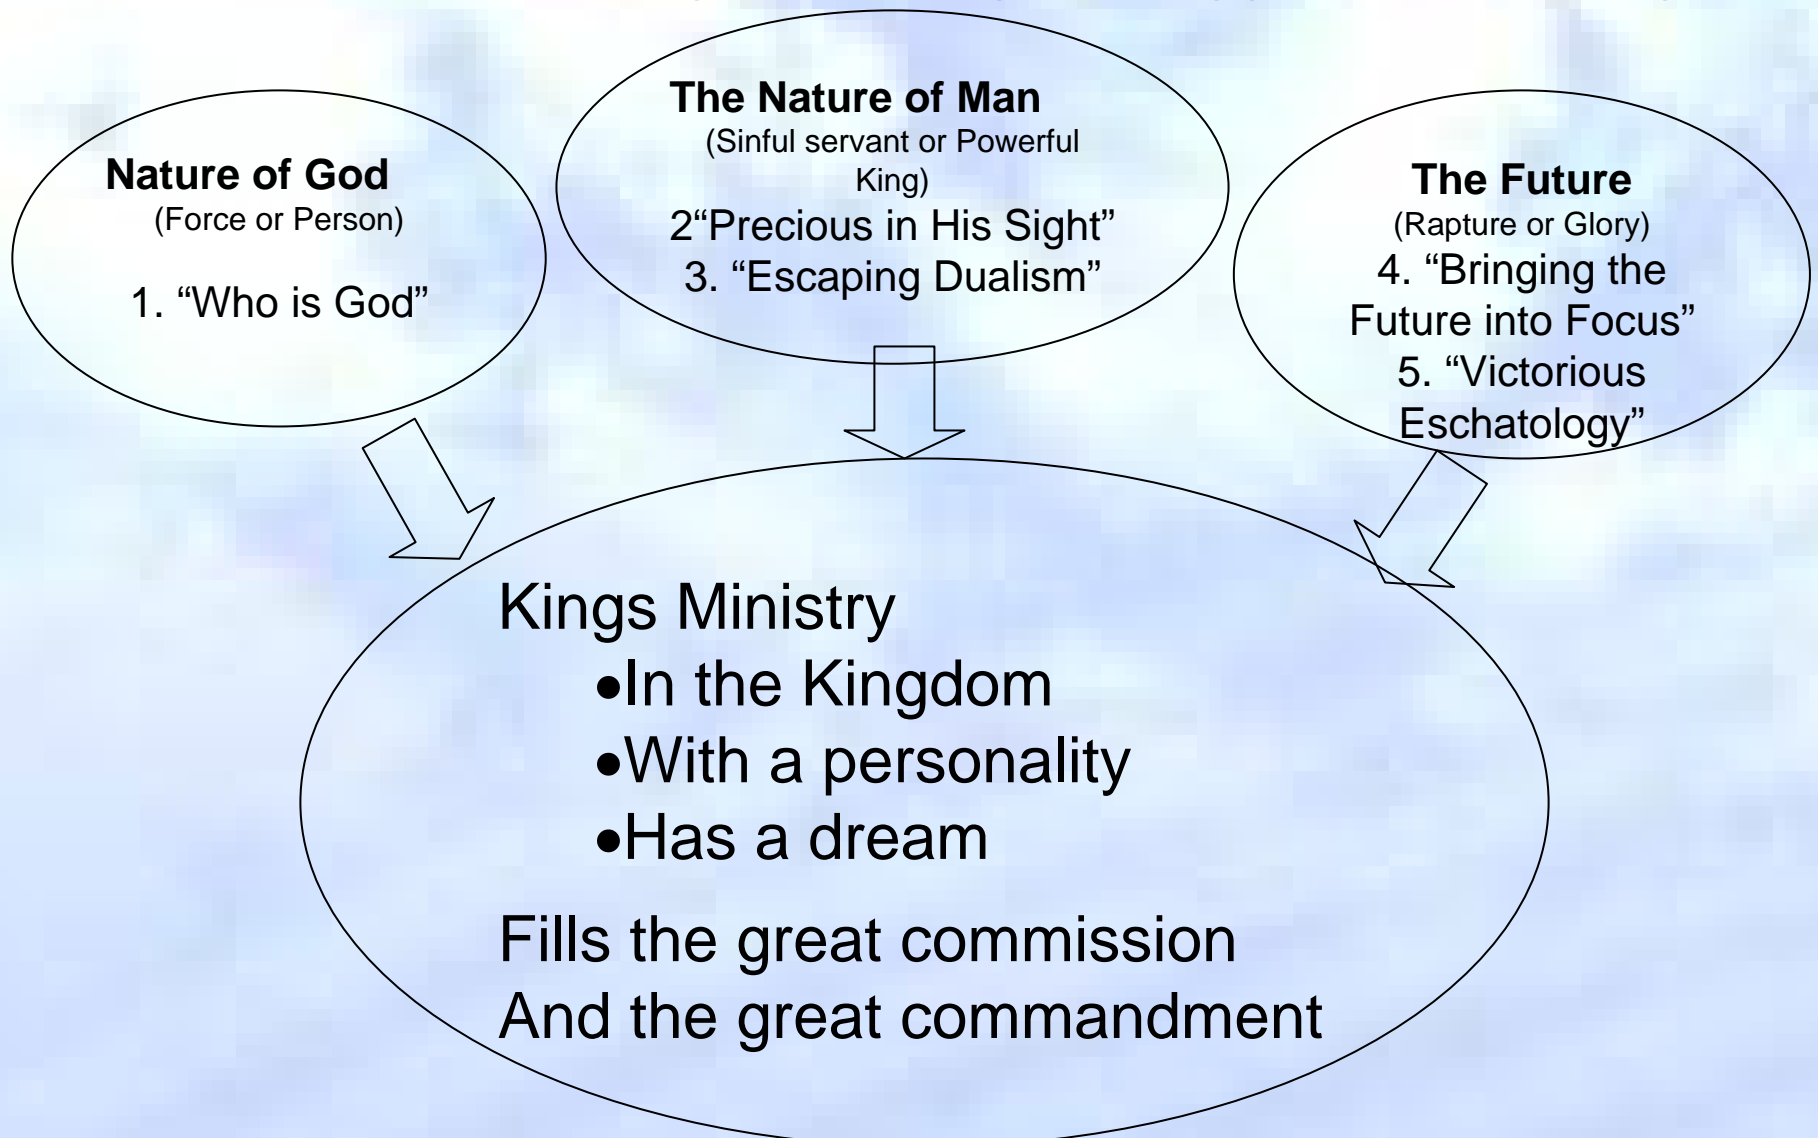 Nature of God
(Force or Person)
1. “Who is God”
The Nature of Man
(Sinful servant or Powerful
King)
2“Precious in His Sight”
3. “Escaping Dualism”
The Future
(Rapture or Glory)
4. “Bringing the
Future into Focus”
5. “Victorious
Eschatology”
Kings Ministry
•In the Kingdom
•With a personality
•Has a dream
Fills the great commission
And the great commandment